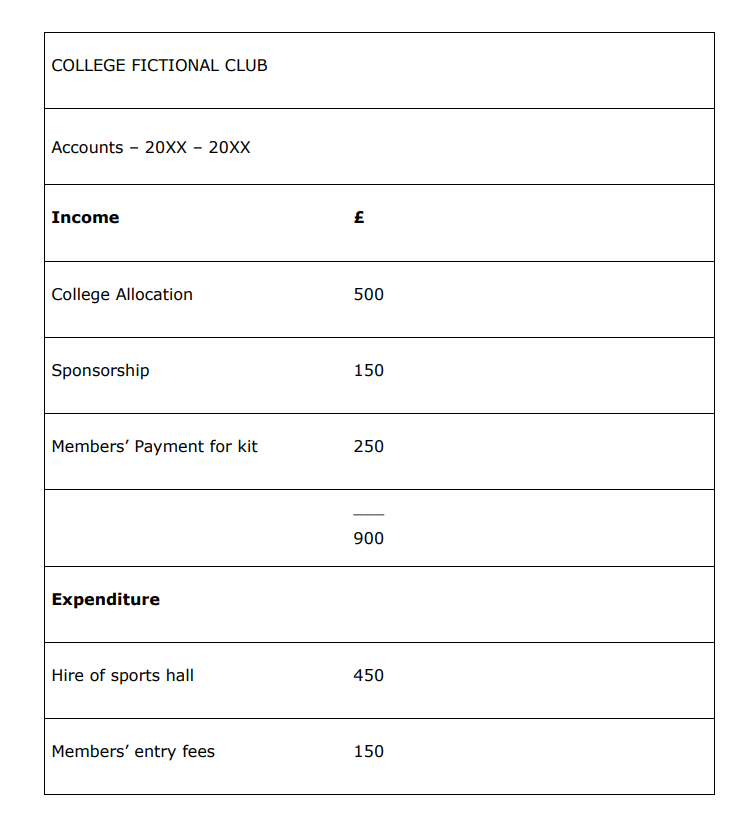 COLLEGE FICTIONAL CLUB
Accounts – 20XX – 20XX
Income £
College Allocation 500
Sponsorship 150
Members’ Payment for kit 250
900
Expenditure
Hire of sports hall 450
Members’ entry fees 150